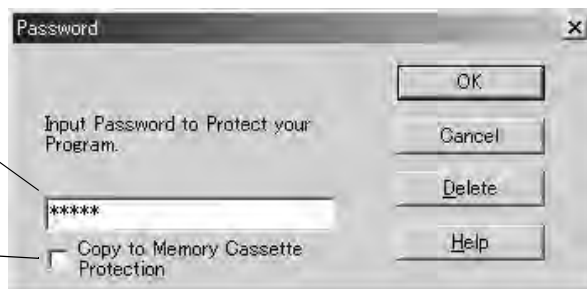 Password
OK
Input Password to Protect your
Program.
Cancel
Delete
*****
Copy to Memory Cassette
Protection
Help